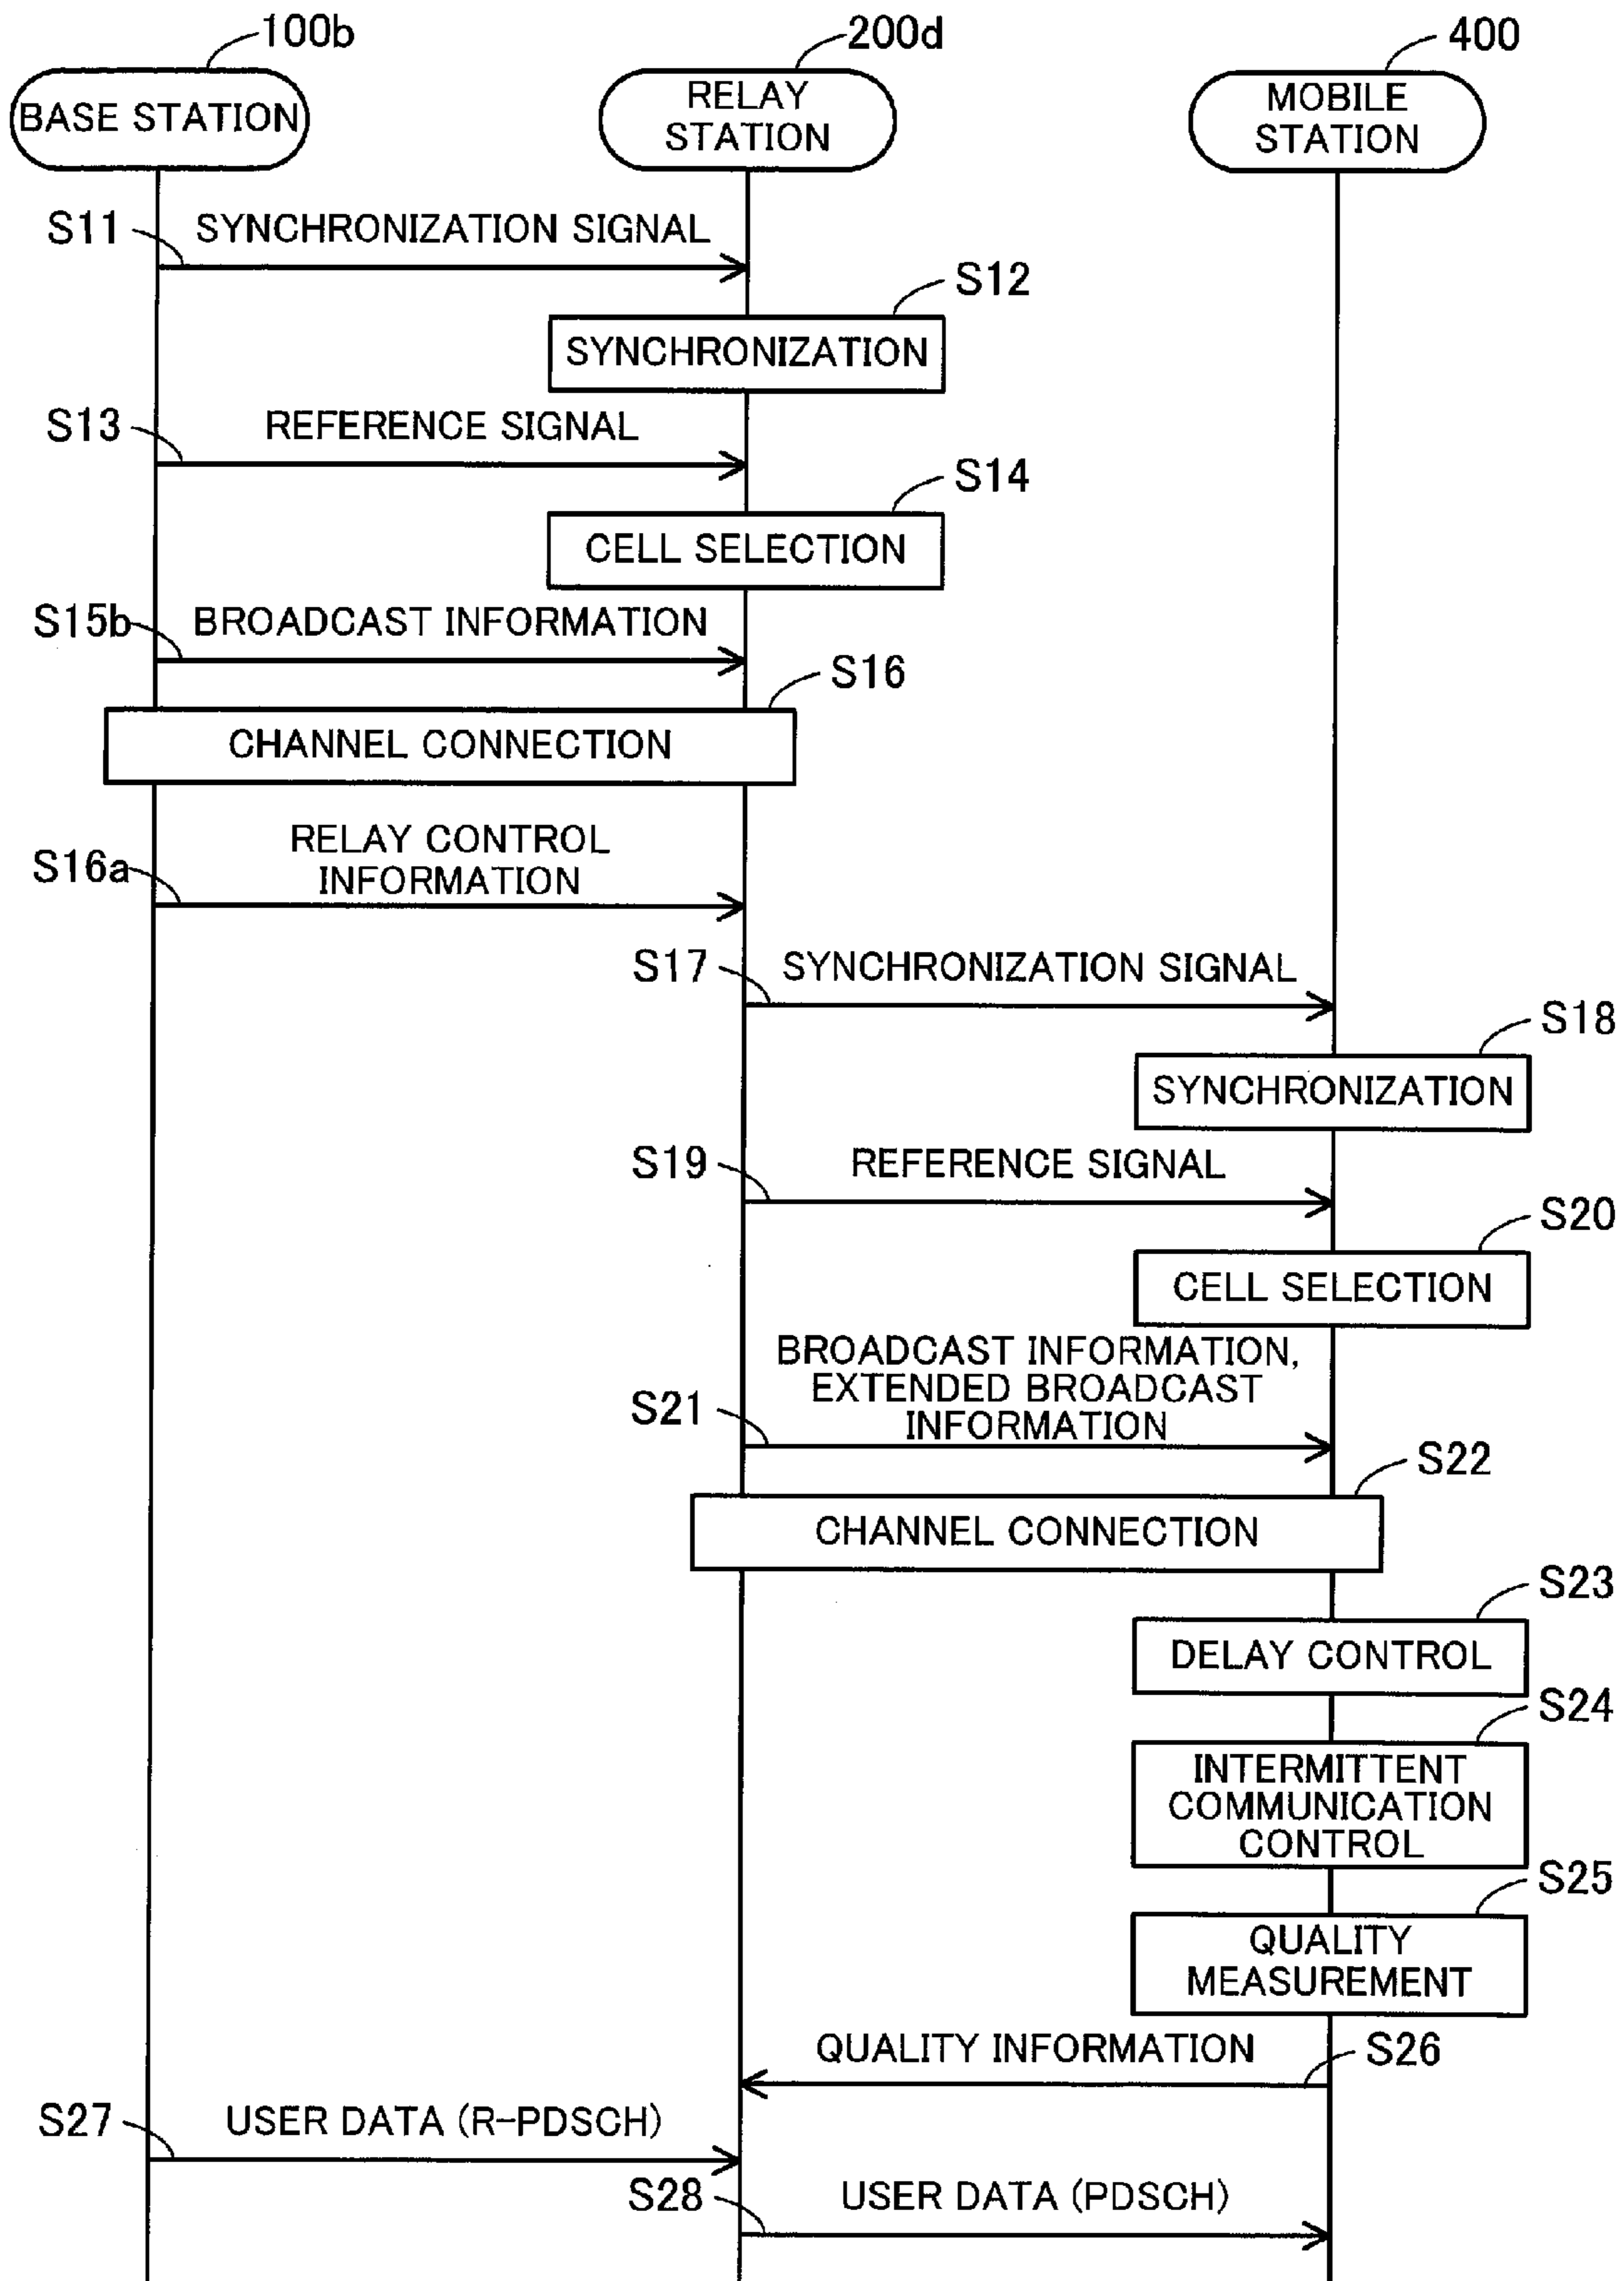 100b
200d
400
BASE STATION
RELAY
STATION
MOBILE
STATION
S11
SYNCHRONIZATION SIGNAL
S12
SYNCHRONIZATION
S13
REFERENCE SIGNAL
S14
CELL SELECTION
S15b
BROADCAST INFORMATION
S16
CHANNEL CONNECTION
S16a
RELAY CONTROL
INFORMATION
S17
SYNCHRONIZATION SIGNAL
S18
SYNCHRONIZATION
S19
REFERENCE SIGNAL
S20
CELL SELECTION
S21
BROADCAST INFORMATION,
EXTENDED BROADCAST
INFORMATION
S22
CHANNEL CONNECTION
S23
DELAY CONTROL
S24
INTERMITTENT
COMMUNICATION
CONTROL
S25
QUALITY
MEASUREMENT
QUALITY INFORMATION
S26
S27
USER DATA (R-PDSCH)
S28
USER DATA (PDSCH)